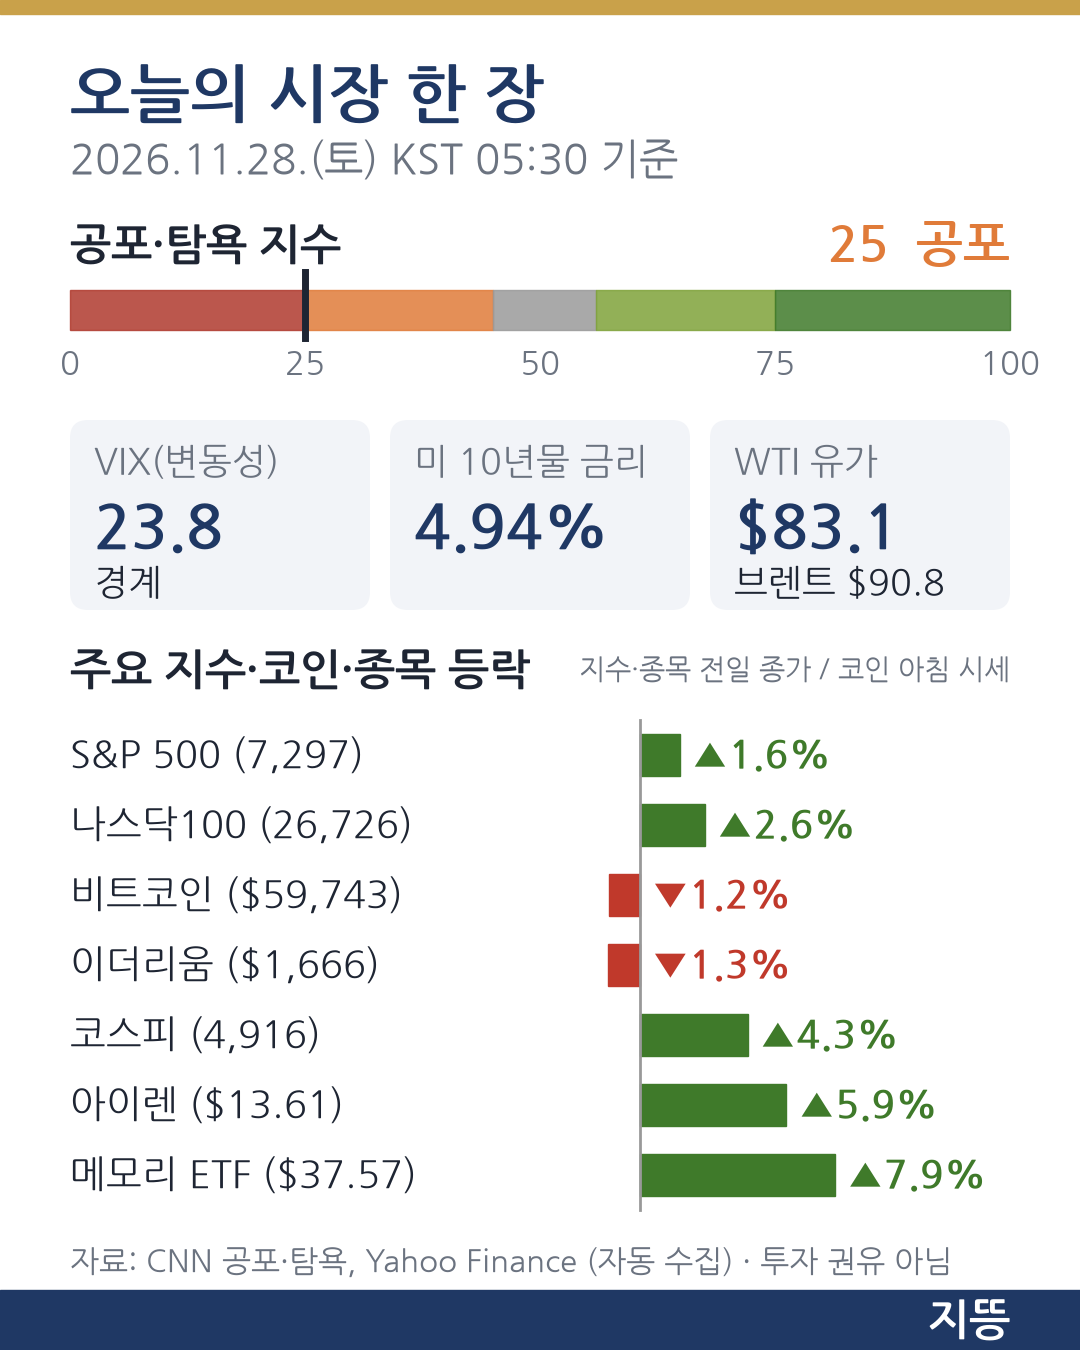 오늘의 시장 한 장
2026.11.28.(토) KST 05:30 기준
공포·탐욕 지수
25 공포
0 25 50 75 100
VIX(변동성)
23.8
경계
미 10년물 금리
4.94%
WTI 유가
$83.1
브렌트 $90.8
주요 지수·코인·종목 등락
지수·종목 전일 종가 / 코인 아침 시세
S&P 500 (7,297) ▲1.6%
나스닥100 (26,726) ▲2.6%
비트코인 ($59,743) ▼1.2%
이더리움 ($1,666) ▼1.3%
코스피 (4,916) ▲4.3%
아이렌 ($13.61) ▲5.9%
메모리 ETF ($37.57) ▲7.9%
자료: CNN 공포·탐욕, Yahoo Finance (자동 수집) · 투자 권유 아님
지뚱